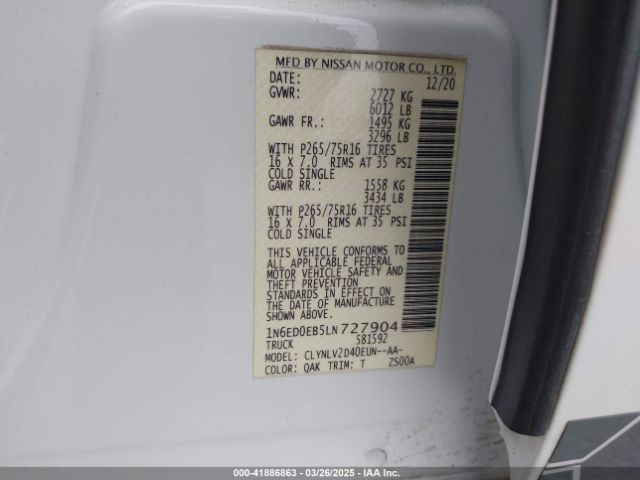 MFD BY NISSAN MOTOR CO., LTD.
DATE: 12/20
GVWR: 2727 KG
6012 LB
GAWR FR.: 1495 KG
3296 LB
WITH P265/75R16 TIRES
16 X 7.0 RIMS AT 35 PSI
COLD SINGLE
GAWR RR.: 1558 KG
3434 LB
WITH P265/75R16 TIRES
16 X 7.0 RIMS AT 35 PSI
COLD SINGLE
THIS VEHICLE CONFORMS TO
ALL APPLICABLE FEDERAL
MOTOR VEHICLE SAFETY AND
THEFT PREVENTION
STANDARDS IN EFFECT ON
THE DATE OF MANUFACTURE
1N6ED0EB5LN727904
TRUCK 581592
MODEL: CLYNLV2D40EUN--AA-
COLOR: QAK TRIM: T ZS00A
000-41886863 - 03/26/2025 - IAA Inc.